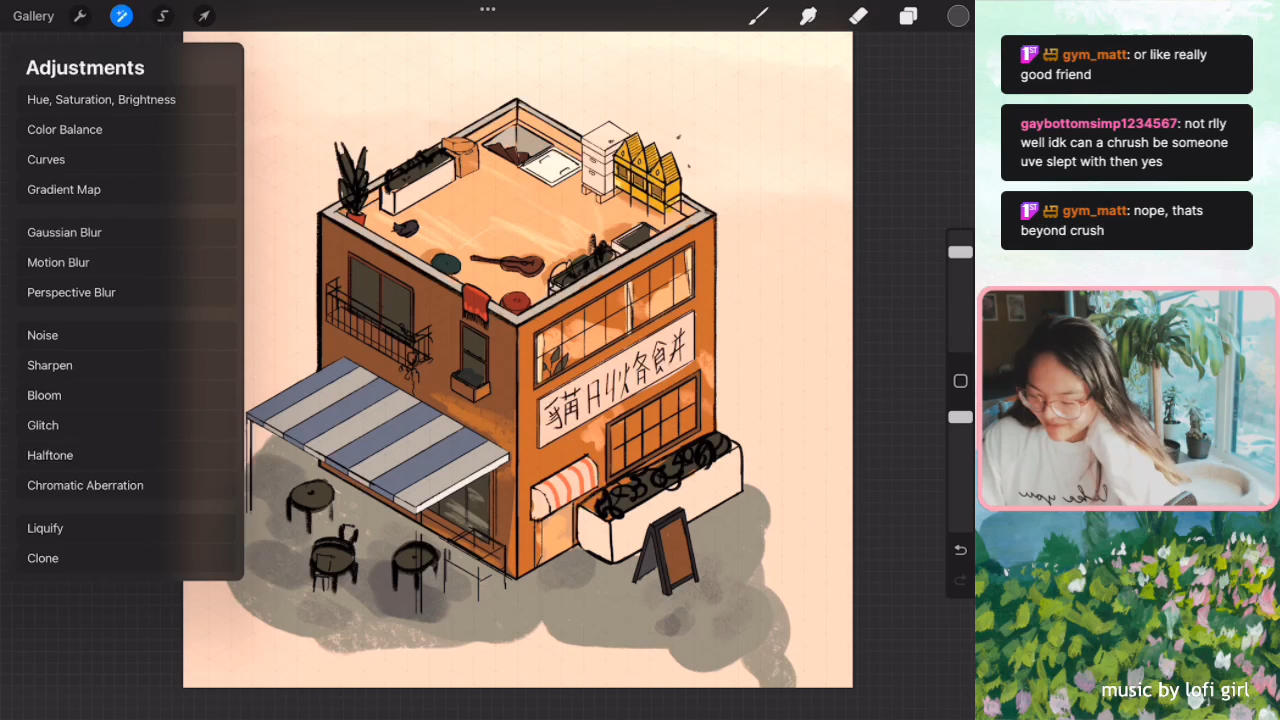 Gallery
Adjustments
Hue, Saturation, Brightness
Color Balance
Curves
Gradient Map
Gaussian Blur
Motion Blur
Perspective Blur
Noise
Sharpen
Bloom
Glitch
Halftone
Chromatic Aberration
Liquify
Clone
gym_matt: or like really
good friend
gaybottomsimp1234567: not rlly
well idk can a chrush be someone
uve slept with then yes
gym_matt: nope, thats
beyond crush
music by lofi girl